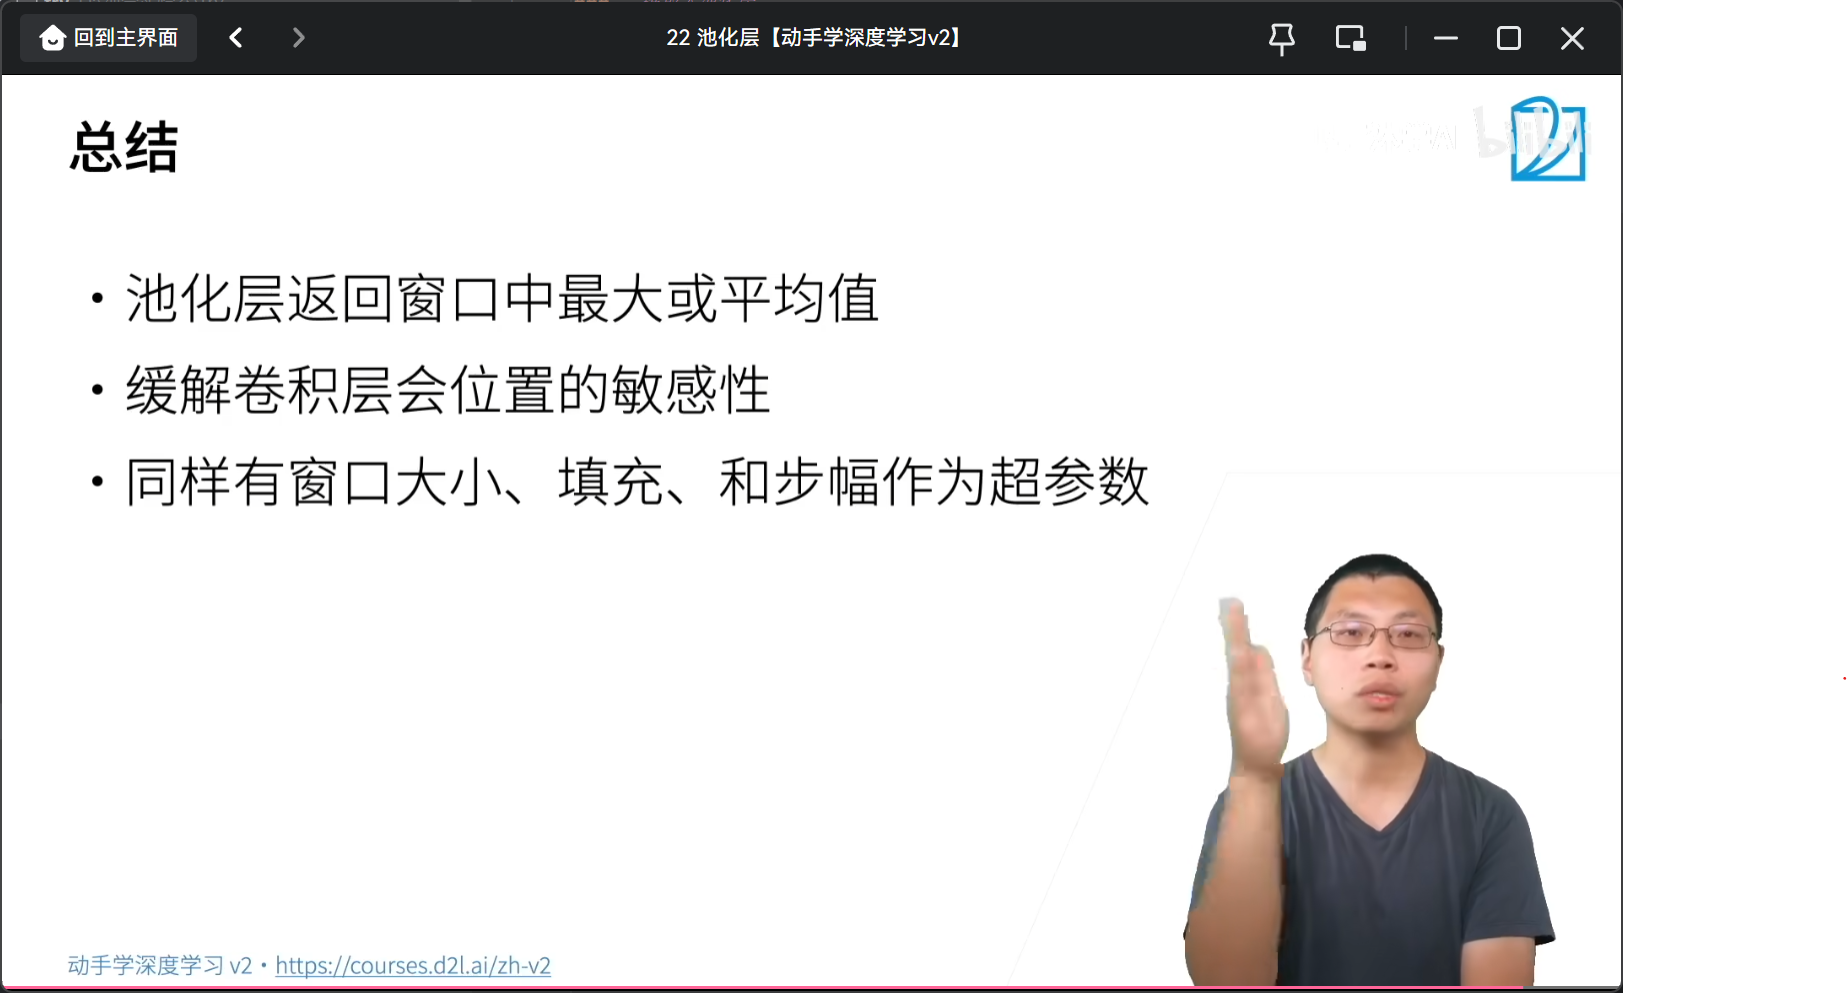 回到主界面
22 池化层【动手学深度学习v2】
总结
bilibili
• 池化层返回窗口中最大或平均值
• 缓解卷积层会位置的敏感性
• 同样有窗口大小、填充、和步幅作为超参数
动手学深度学习 v2 • https://courses.d2l.ai/zh-v2